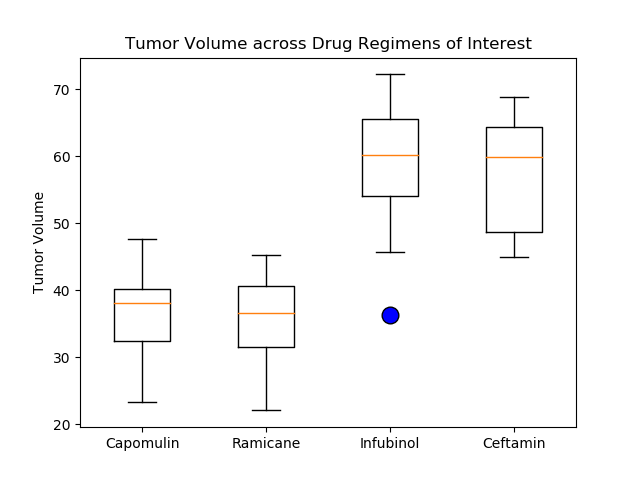 Tumor Volume across Drug Regimens of Interest
Tumor Volume
70
60
50
40
30
20
Capomulin
Ramicane
Infubinol
Ceftamin